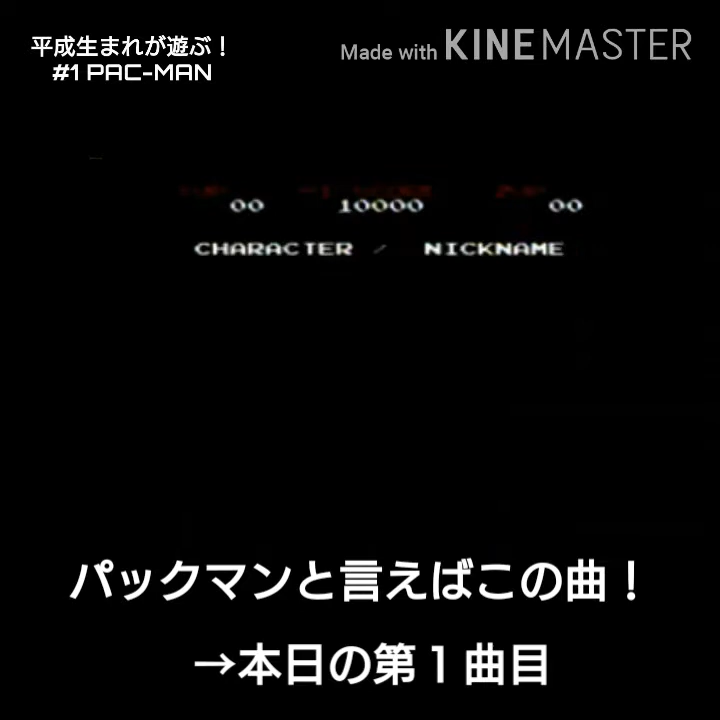 平成生まれが遊ぶ！
#1 PAC-MAN
Made with KINEMASTER
00 10000 00
CHARACTER / NICKNAME
パックマンと言えばこの曲！
→本日の第１曲目